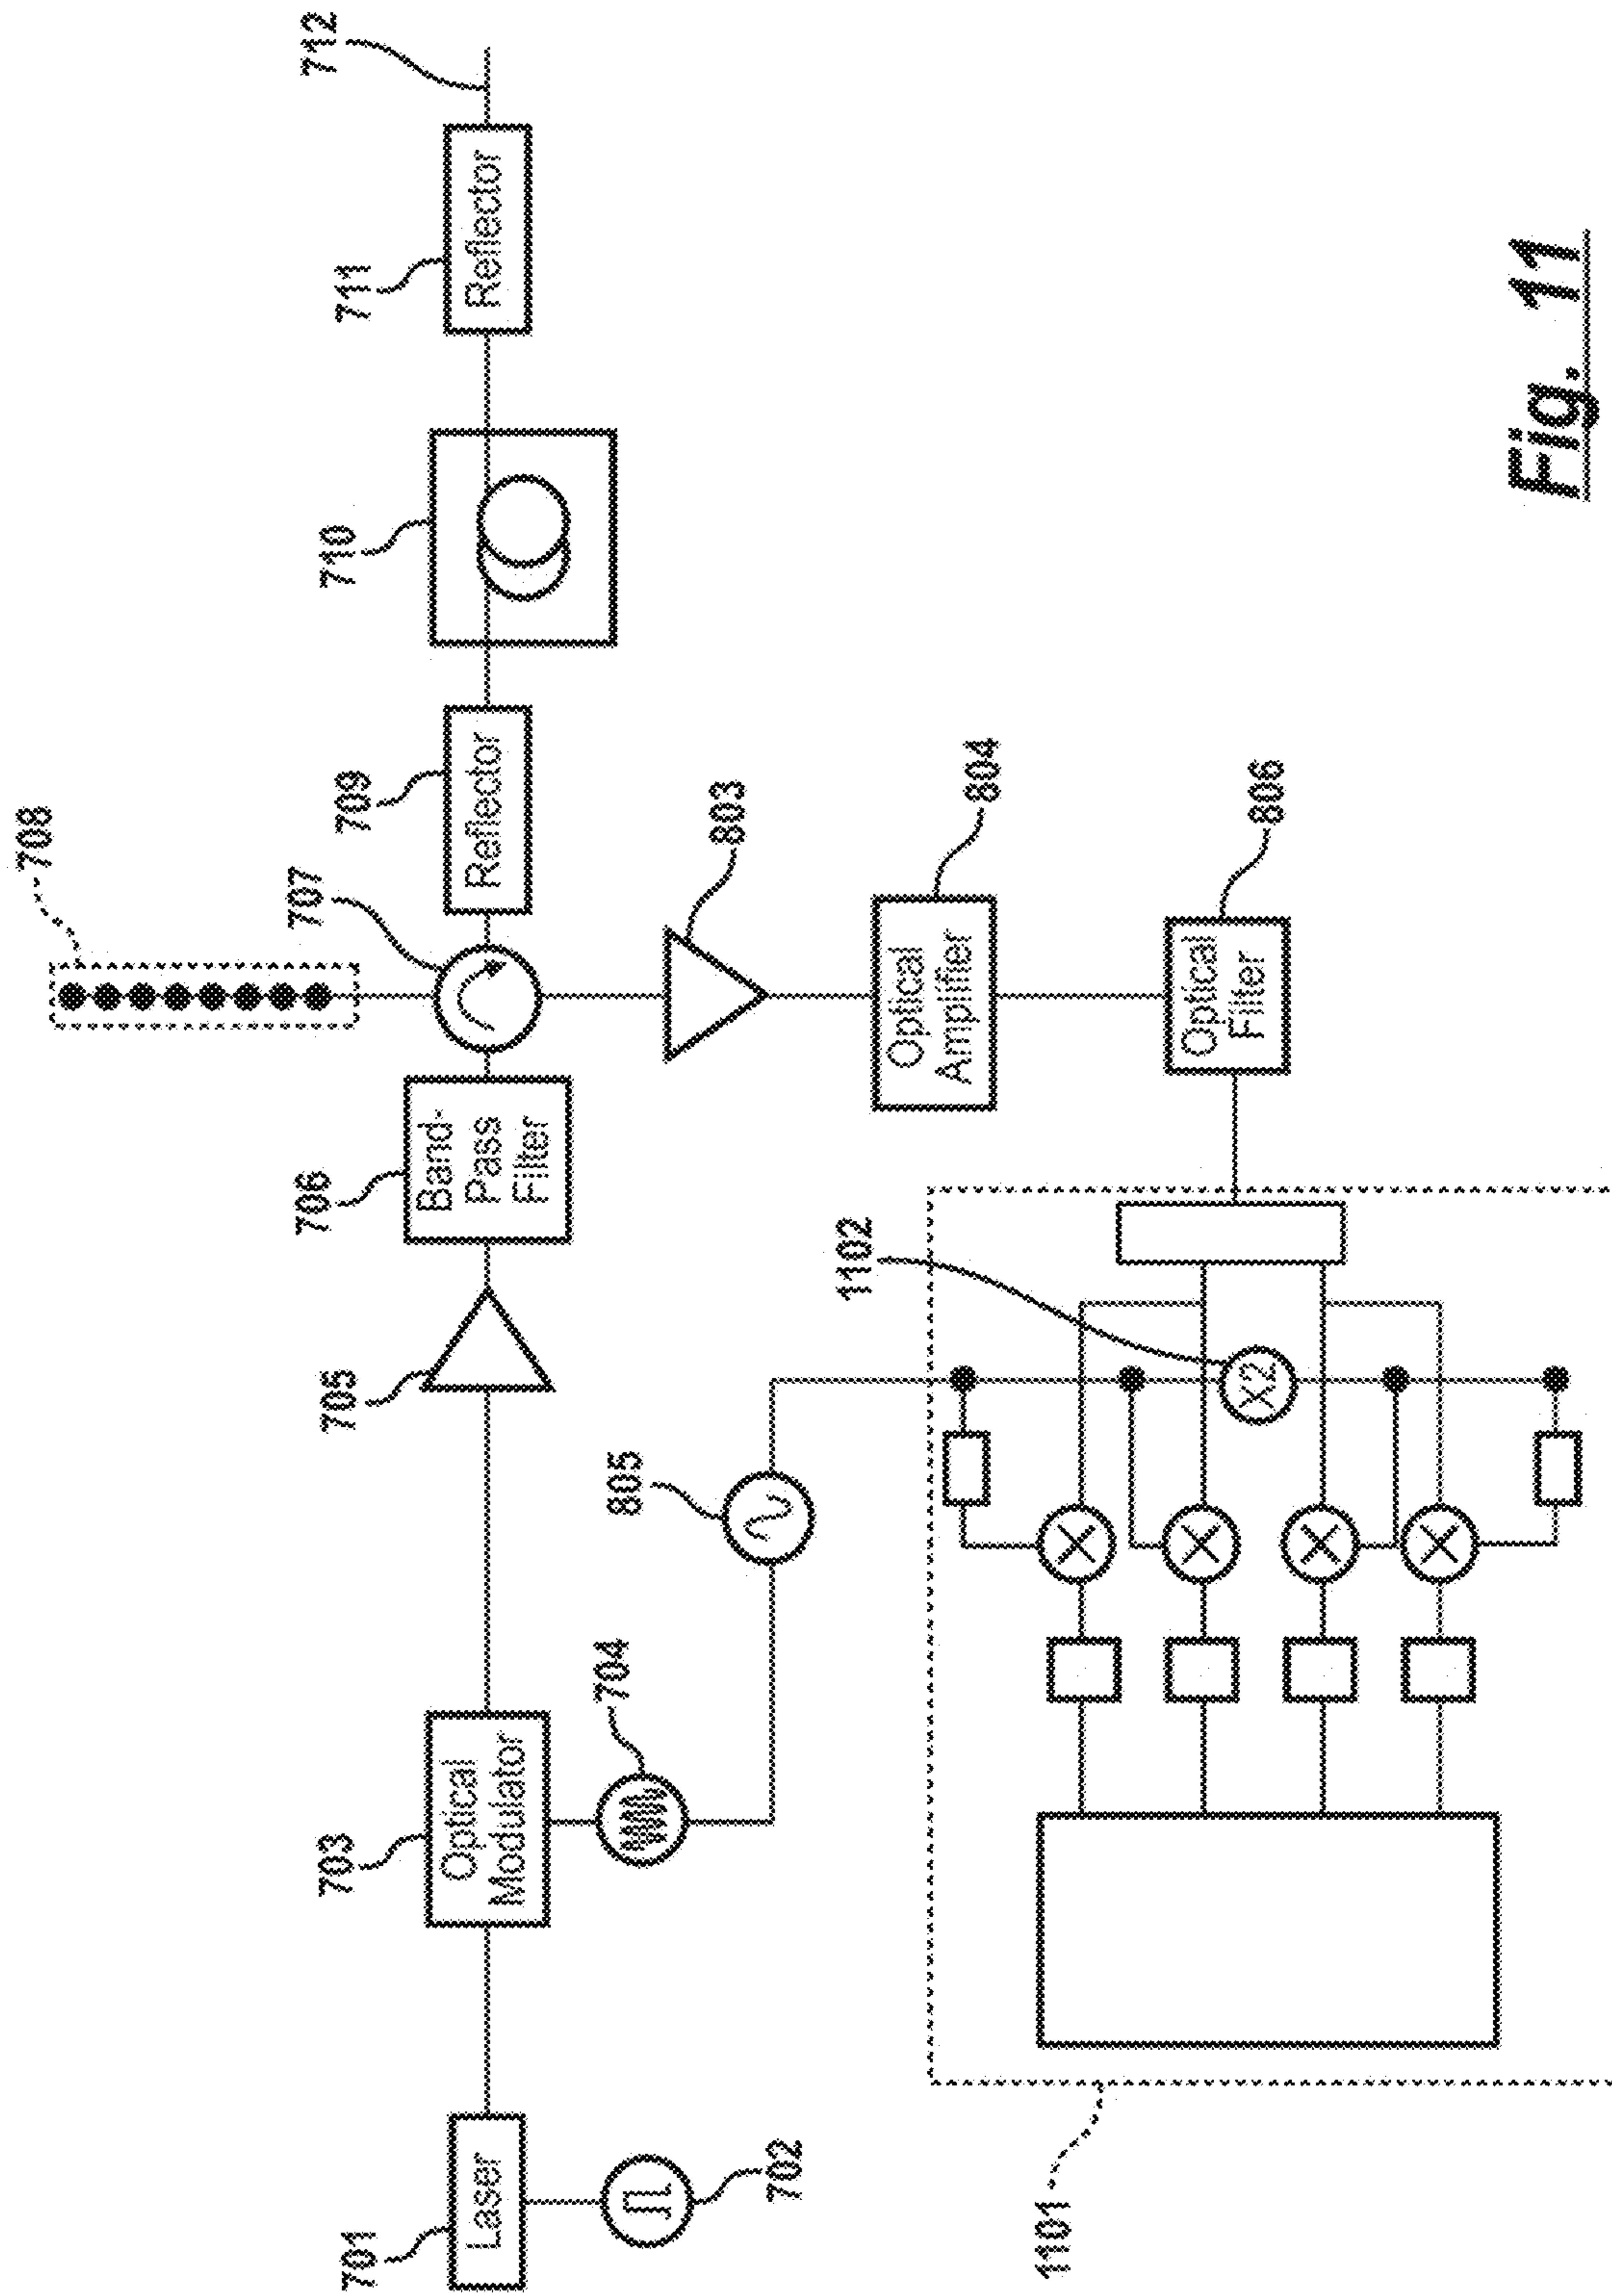 708
712
707
709
710
711
Reflector
Reflector
701
703
705
706
Laser
Optical
Modulator
Band-
Pass
Filter
702
704
805
803
Optical
Amplifier
804
1102
Optical
Filter
806
X2
1101
Fig. 11